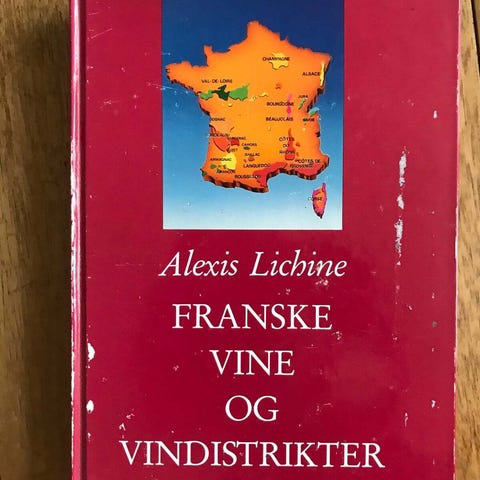 CHAMPAGNE
ALSACE
VAL-DE-LOIRE
JURA
BOURGOGNE
BEAUJOLAIS
COGNAC
CAHORS
CÔTES
DU
RHÔNE
GAILLAC
ARMAGNAC
LANGUEDOC
CÔTES DE
PROVENCE
ROUSSILLON
CORSE
Alexis Lichine
FRANSKE
VINE
OG
VINDISTRIKTER